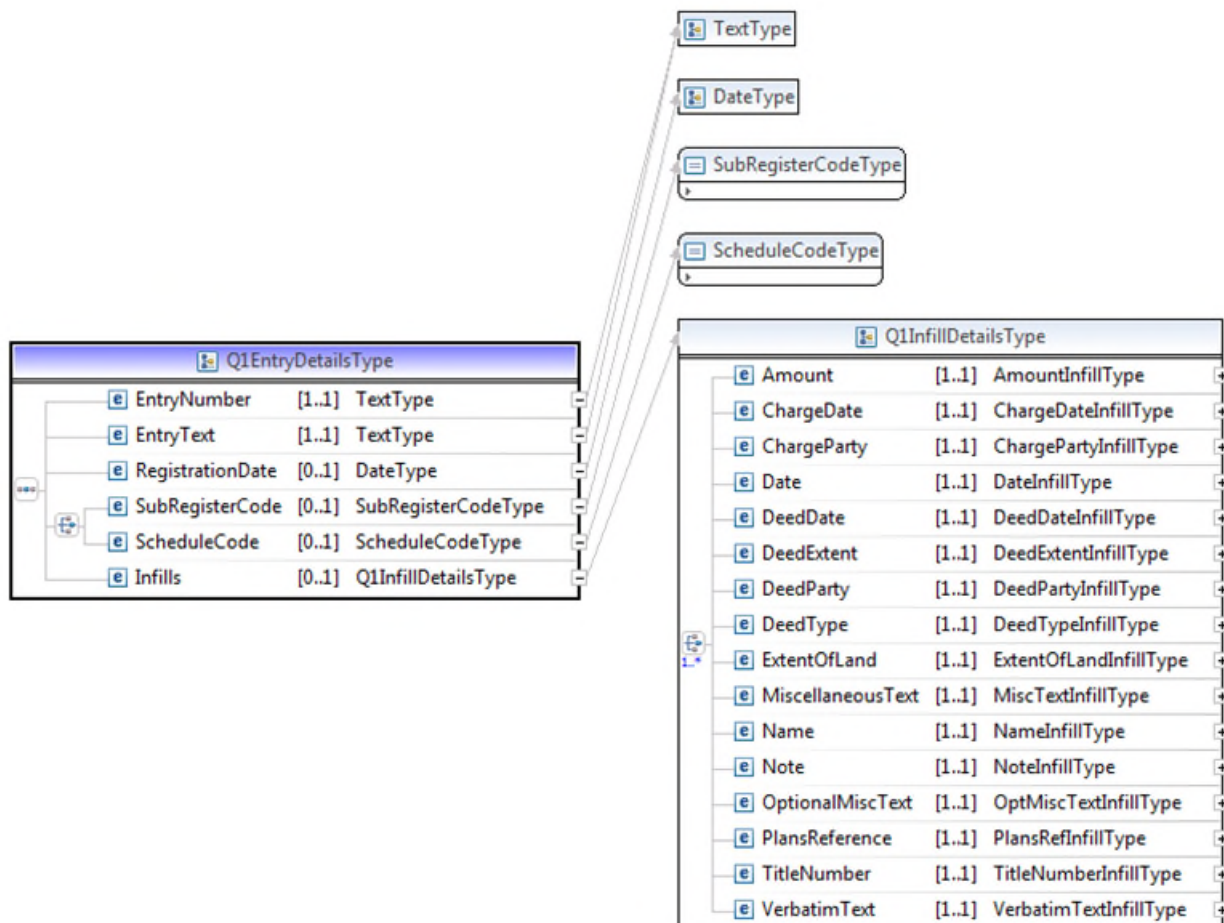 TextType
DateType
SubRegisterCodeType
ScheduleCodeType
Q1EntryDetailsType
e EntryNumber [1..1] TextType
e EntryText [1..1] TextType
e RegistrationDate [0..1] DateType
e SubRegisterCode [0..1] SubRegisterCodeType
e ScheduleCode [0..1] ScheduleCodeType
e Infills [0..1] Q1InfillDetailsType
Q1InfillDetailsType
e Amount [1..1] AmountInfillType
e ChargeDate [1..1] ChargeDateInfillType
e ChargeParty [1..1] ChargePartyInfillType
e Date [1..1] DateInfillType
e DeedDate [1..1] DeedDateInfillType
e DeedExtent [1..1] DeedExtentInfillType
e DeedParty [1..1] DeedPartyInfillType
e DeedType [1..1] DeedTypeInfillType
1..*
e ExtentOfLand [1..1] ExtentOfLandInfillType
e MiscellaneousText [1..1] MiscTextInfillType
e Name [1..1] NameInfillType
e Note [1..1] NoteInfillType
e OptionalMiscText [1..1] OptMiscTextInfillType
e PlansReference [1..1] PlansRefInfillType
e TitleNumber [1..1] TitleNumberInfillType
e VerbatimText [1..1] VerbatimTextInfillType